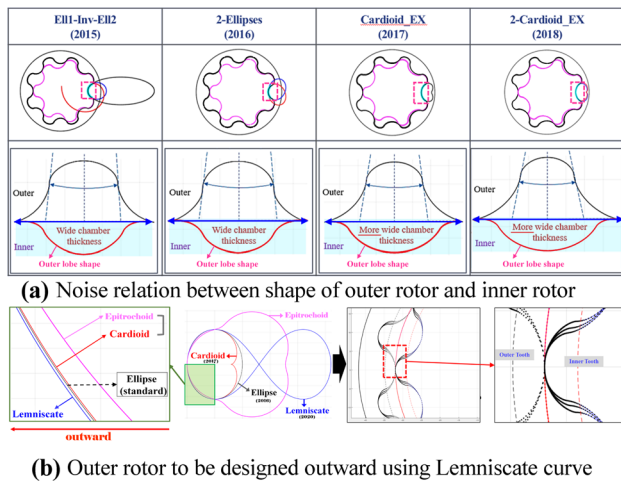 Ell1-Inv-Ell2
(2015)
2-Ellipses
(2016)
Cardioid_EX
(2017)
2-Cardioid_EX
(2018)
Outer
Wide chamber
thickness
Inner
Outer lobe shape
Outer
Wide chamber
thickness
Inner
Outer lobe shape
Outer
More wide chamber
thickness
Inner
Outer lobe shape
Outer
More wide chamber
thickness
Inner
Outer lobe shape
(a) Noise relation between shape of outer rotor and inner rotor
Epitrochoid
Cardioid
Ellipse
(standard)
Lemniscate
outward
Epitrochoid
Cardioid
(2017)
Ellipse
(2016)
Lemniscate
(2020)
Outer Tooth
Inner Tooth
(b) Outer rotor to be designed outward using Lemniscate curve